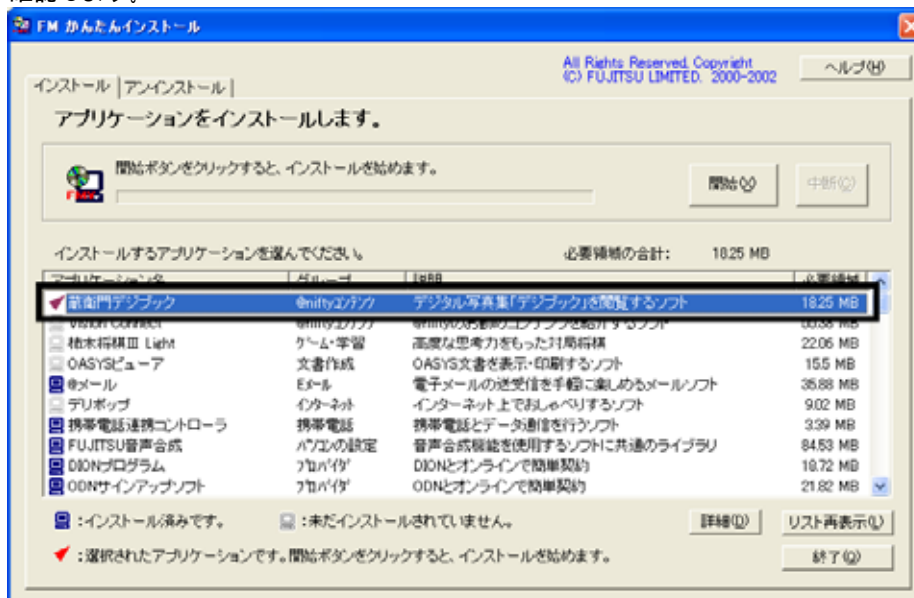 FM かんたんインストール
All Rights Reserved, Copyright
(C) FUJITSU LIMITED. 2000-2002
ヘルプ(H)
インストール アンインストール
アプリケーションをインストールします。
開始ボタンをクリックすると、インストールを始めます。
開始(X) 中断(C)
インストールするアプリケーションを選んでください。 必要領域の合計: 18.25 MB
アプリケーション名 グループ 説明 必要領域
蔵衛門デジブック @niftyコンテンツ デジタル写真集「デジブック」を閲覧するソフト 18.25 MB
Vision Connect @niftyコンテンツ @niftyのお勧めコンテンツを紹介するソフト
柿木将棋III Light ゲーム・学習 高度な思考力をもった対局将棋 22.06 MB
OASYSビューア 文書作成 OASYS文書を表示・印刷するソフト 15.5 MB
@メール Eメール 電子メールの送受信を手軽に楽しめるメールソフト 35.88 MB
デリポップ インターネット インターネット上でおしゃべりするソフト 9.02 MB
携帯電話連携コントローラ 携帯電話 携帯電話とデータ通信を行うソフト 3.39 MB
FUJITSU音声合成 パソコンの設定 音声合成機能を使用するソフトに共通のライブラリ 84.53 MB
DIONプログラム プロバイダ DIONとオンラインで簡単契約 18.72 MB
ODNサインアップソフト プロバイダ ODNとオンラインで簡単契約 21.82 MB
:インストール済みです。 :未だインストールされていません。 詳細(D) リスト再表示(L)
:選択されたアプリケーションです。開始ボタンをクリックすると、インストールを始めます。 終了(Q)